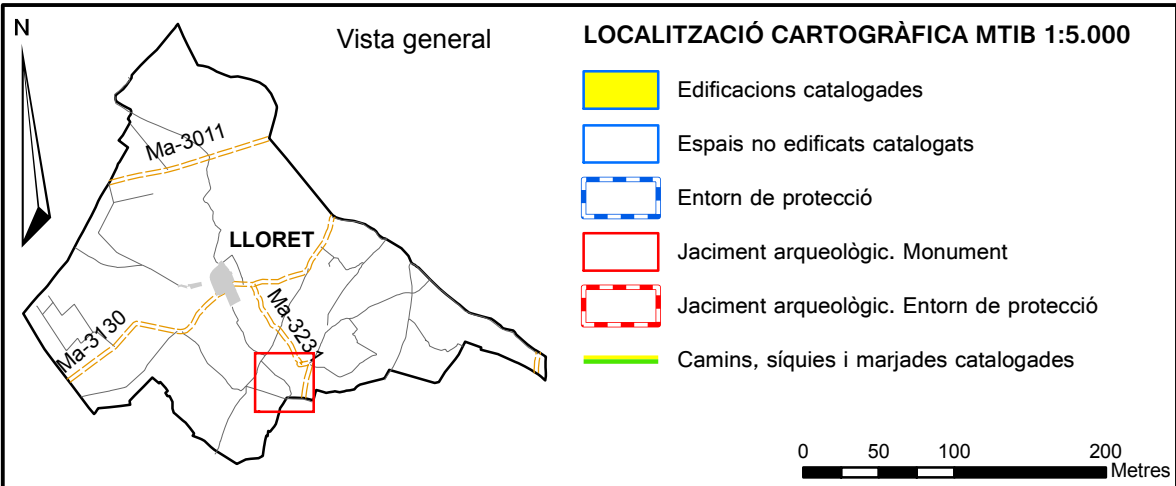 N
Vista general
Ma-3011
LLORET
Ma-3130
Ma-3231
LOCALITZACIÓ CARTOGRÀFICA MTIB 1:5.000
Edificacions catalogades
Espais no edificats catalogats
Entorn de protecció
Jaciment arqueològic. Monument
Jaciment arqueològic. Entorn de protecció
Camins, síquies i marjades catalogades
0 50 100 200
Metres